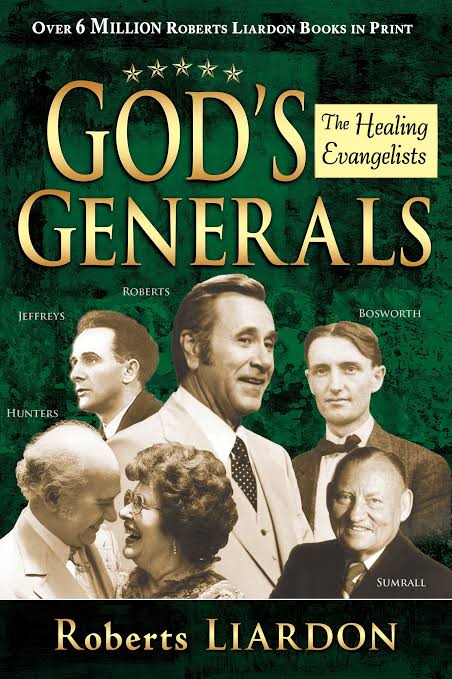 OVER 6 MILLION ROBERTS LIARDON BOOKS IN PRINT
GOD'S
The Healing
Evangelists
GENERALS
ROBERTS
JEFFREYS
BOSWORTH
HUNTERS
SUMRALL
Roberts LIARDON